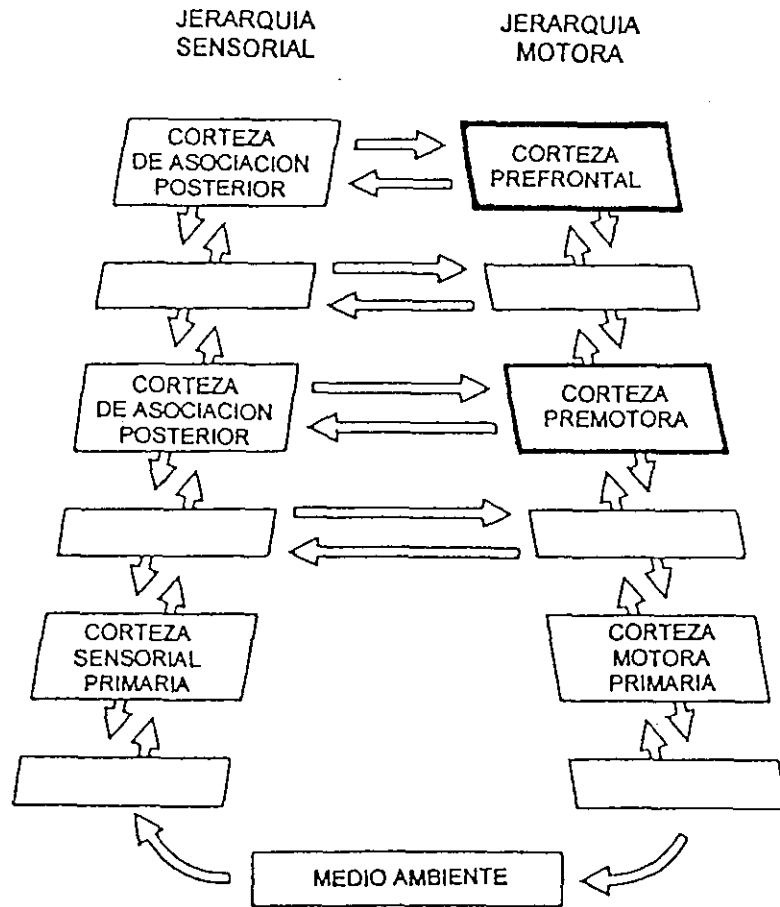 JERARQUIA
SENSORIAL
JERARQUIA
MOTORA
CORTEZA
DE ASOCIACION
POSTERIOR
CORTEZA
PREFRONTAL
CORTEZA
DE ASOCIACION
POSTERIOR
CORTEZA
PREMOTORA
CORTEZA
SENSORIAL
PRIMARIA
CORTEZA
MOTORA
PRIMARIA
MEDIO AMBIENTE